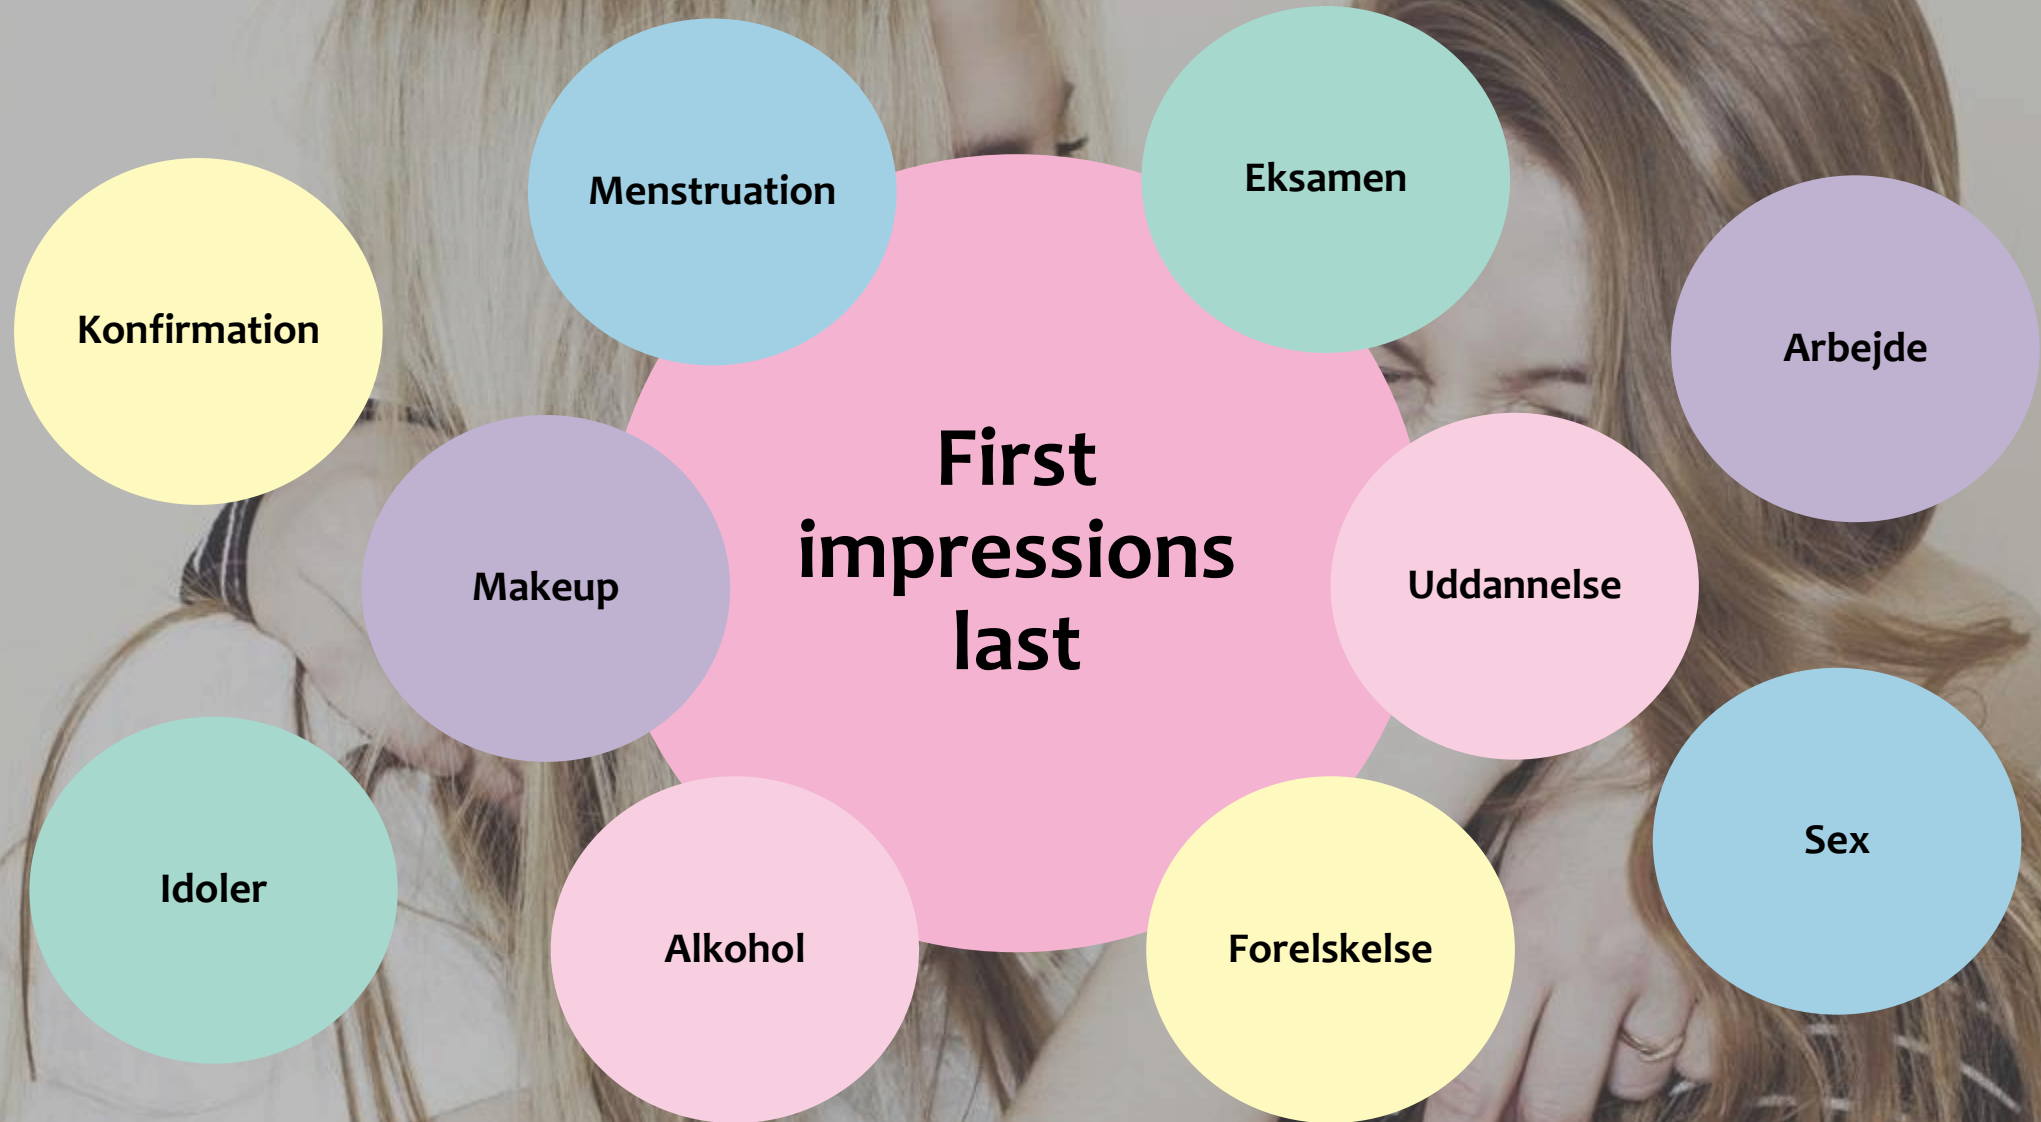 Menstruation
Eksamen
Konfirmation
Arbejde
First
impressions
last
Makeup
Uddannelse
Idoler
Alkohol
Forelskelse
Sex